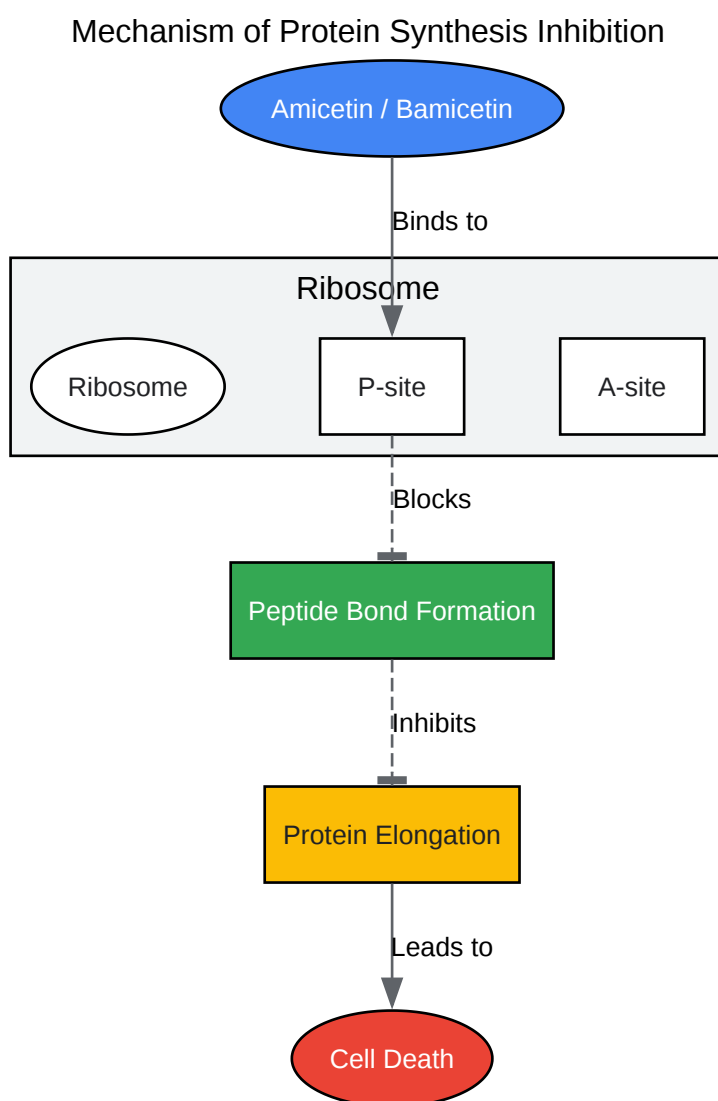 Mechanism of Protein Synthesis Inhibition
Amicetin / Bamicetin
Binds to
Ribosome
Ribosome
P-site
A-site
Blocks
Peptide Bond Formation
Inhibits
Protein Elongation
Leads to
Cell Death